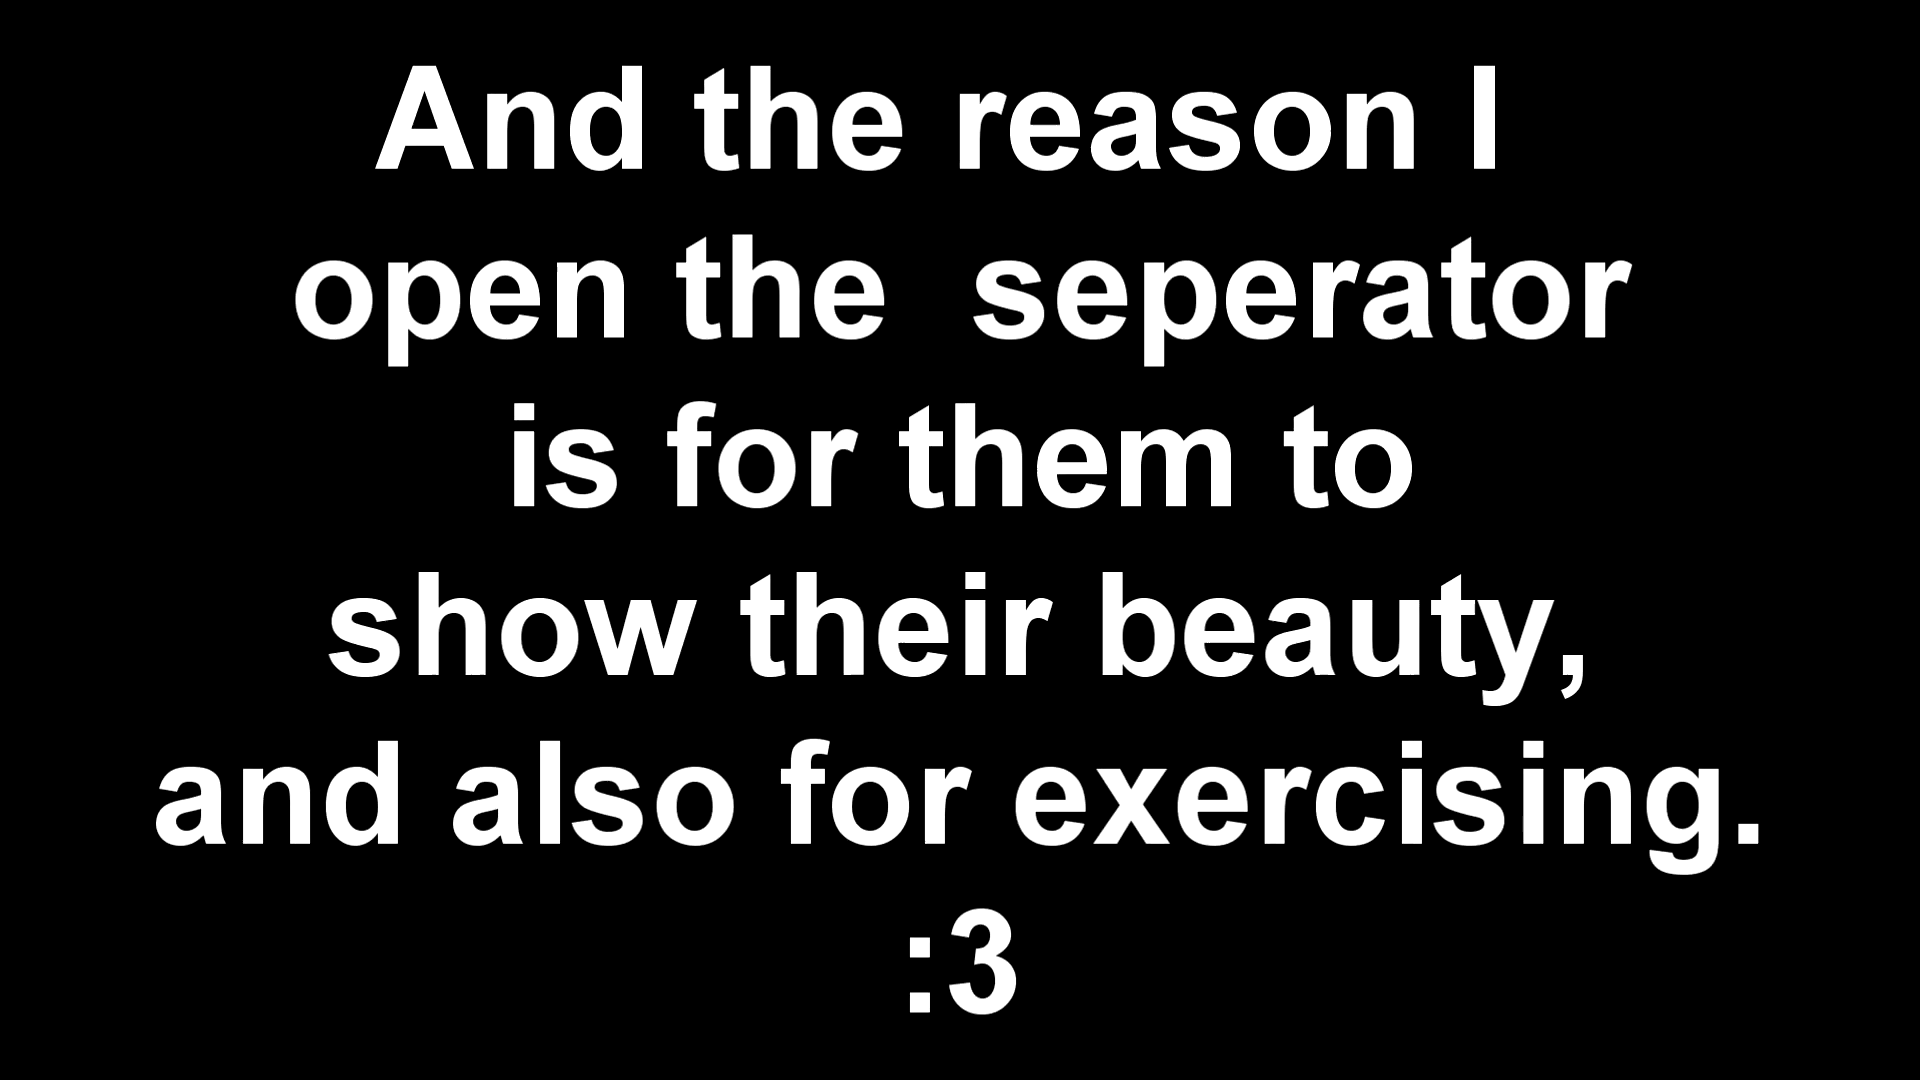 And the reason I
open the  seperator
is for them to
show their beauty,
and also for exercising.
:3